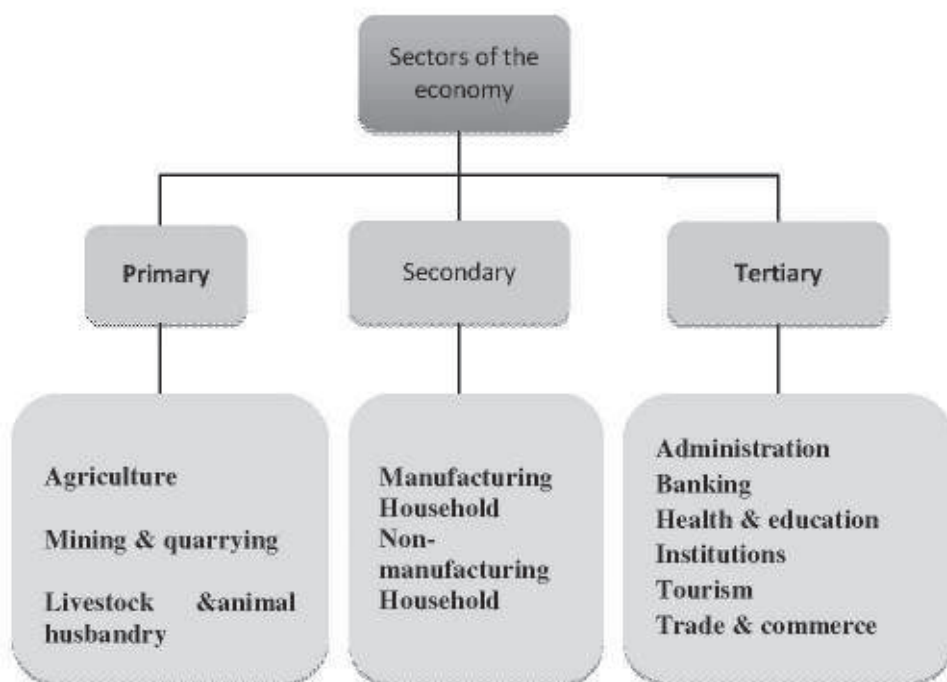 Sectors of the
economy
Primary
Secondary
Tertiary
Agriculture
Mining & quarrying
Livestock &animal
husbandry
Manufacturing
Household
Non-
manufacturing
Household
Administration
Banking
Health & education
Institutions
Tourism
Trade & commerce